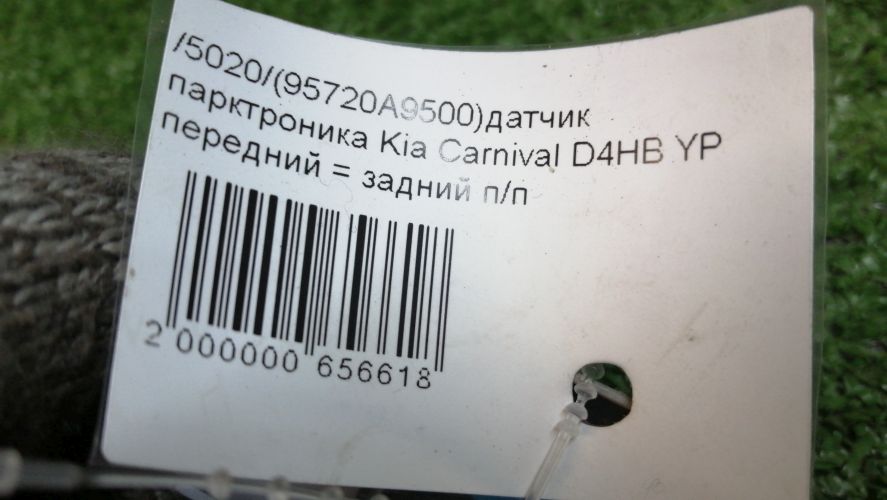 /5020/(95720A9500)датчик
парктроника Kia Carnival D4HB YP
передний = задний п/п
2 000000 656618